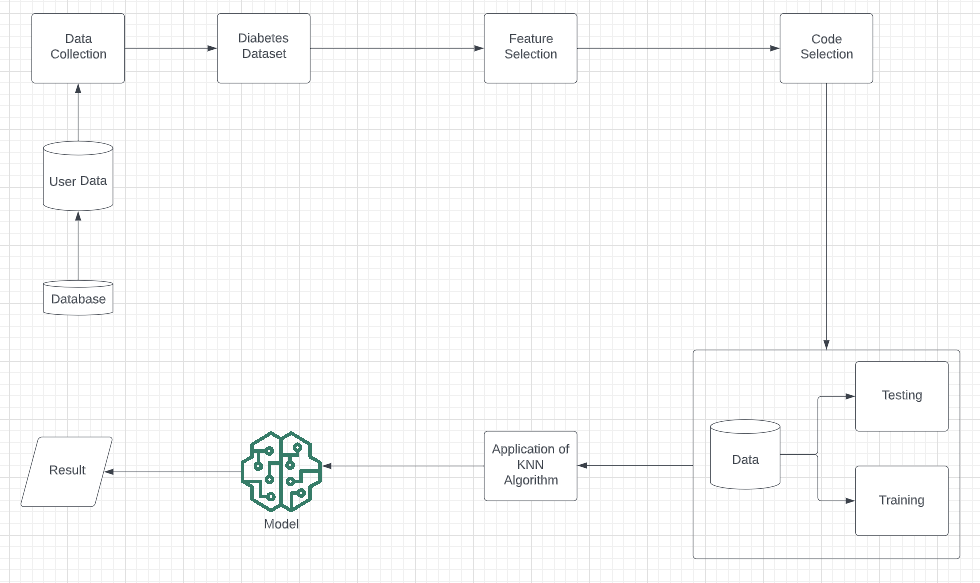 Data
Collection
Diabetes
Dataset
Feature
Selection
Code
Selection
User Data
Database
Testing
Data
Training
Application of
KNN
Algorithm
Model
Result